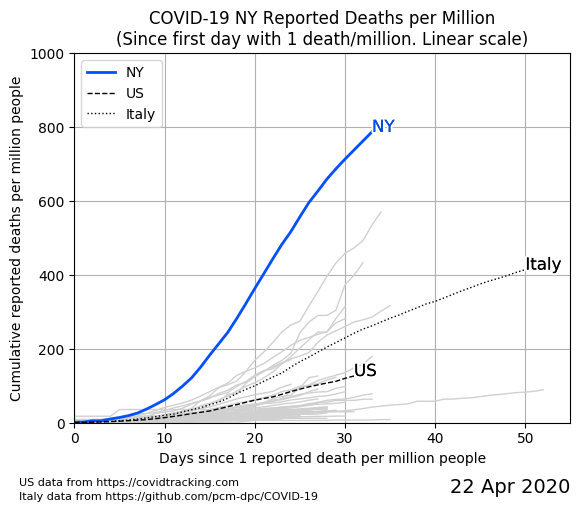 COVID-19 NY Reported Deaths per Million
(Since first day with 1 death/million. Linear scale)
1000
800
600
400
200
0
Cumulative reported deaths per million people
NY
US
Italy
NY
Italy
US
0 10 20 30 40 50
Days since 1 reported death per million people
US data from https://covidtracking.com
Italy data from https://github.com/pcm-dpc/COVID-19
22 Apr 2020